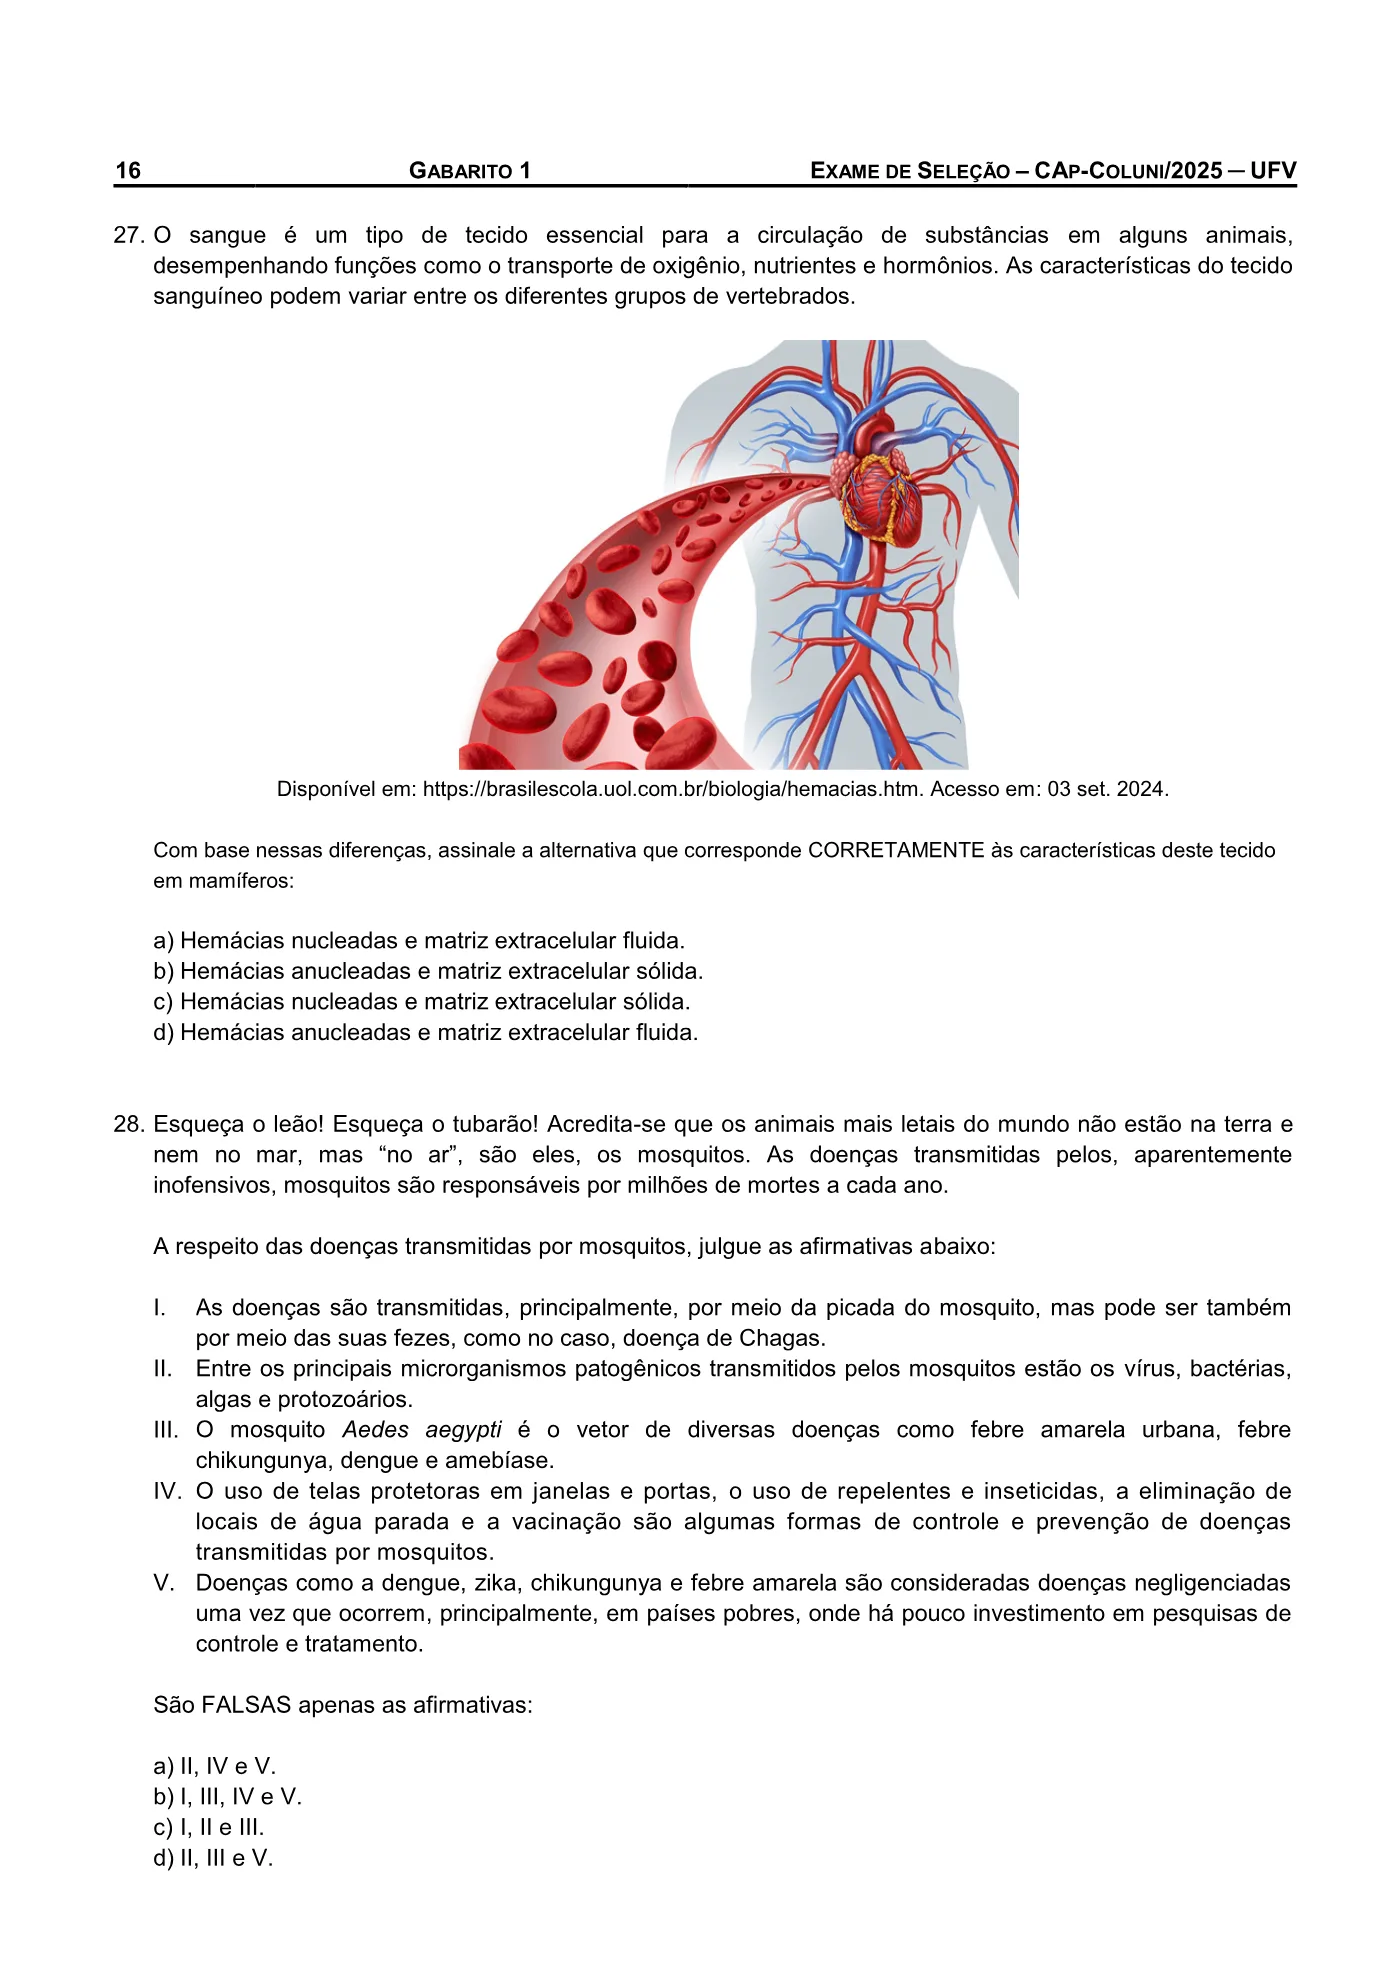 16 GABARITO 1 EXAME DE SELEÇÃO – CAP-COLUNI/2025 ─ UFV
27. O sangue é um tipo de tecido essencial para a circulação de substâncias em alguns animais,
desempenhando funções como o transporte de oxigênio, nutrientes e hormônios. As características do tecido
sanguíneo podem variar entre os diferentes grupos de vertebrados.
Disponível em: https://brasilescola.uol.com.br/biologia/hemacias.htm. Acesso em: 03 set. 2024.
Com base nessas diferenças, assinale a alternativa que corresponde CORRETAMENTE às características deste tecido
em mamíferos:
a) Hemácias nucleadas e matriz extracelular fluida.
b) Hemácias anucleadas e matriz extracelular sólida.
c) Hemácias nucleadas e matriz extracelular sólida.
d) Hemácias anucleadas e matriz extracelular fluida.
28. Esqueça o leão! Esqueça o tubarão! Acredita-se que os animais mais letais do mundo não estão na terra e
nem no mar, mas “no ar”, são eles, os mosquitos. As doenças transmitidas pelos, aparentemente
inofensivos, mosquitos são responsáveis por milhões de mortes a cada ano.
A respeito das doenças transmitidas por mosquitos, julgue as afirmativas abaixo:
I. As doenças são transmitidas, principalmente, por meio da picada do mosquito, mas pode ser também
por meio das suas fezes, como no caso, doença de Chagas.
II. Entre os principais microrganismos patogênicos transmitidos pelos mosquitos estão os vírus, bactérias,
algas e protozoários.
III. O mosquito Aedes aegypti é o vetor de diversas doenças como febre amarela urbana, febre
chikungunya, dengue e amebíase.
IV. O uso de telas protetoras em janelas e portas, o uso de repelentes e inseticidas, a eliminação de
locais de água parada e a vacinação são algumas formas de controle e prevenção de doenças
transmitidas por mosquitos.
V. Doenças como a dengue, zika, chikungunya e febre amarela são consideradas doenças negligenciadas
uma vez que ocorrem, principalmente, em países pobres, onde há pouco investimento em pesquisas de
controle e tratamento.
São FALSAS apenas as afirmativas:
a) II, IV e V.
b) I, III, IV e V.
c) I, II e III.
d) II, III e V.